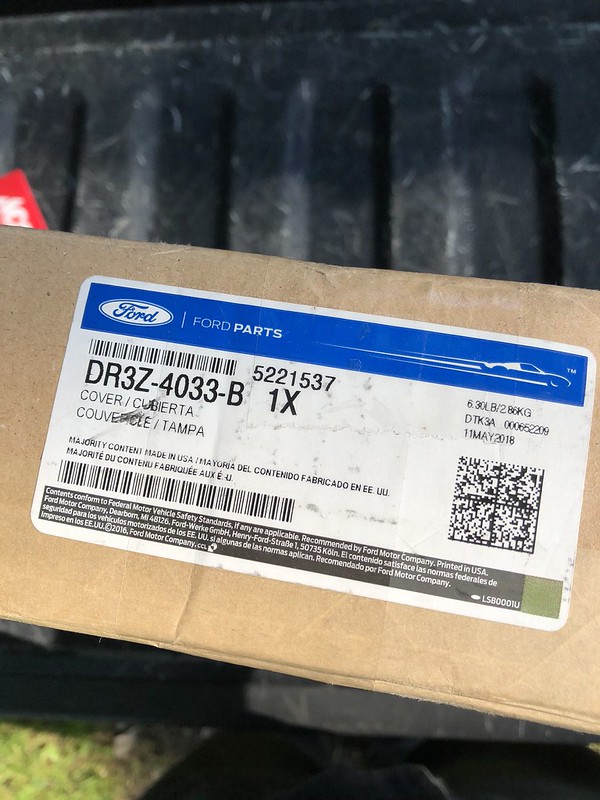 Ford FORD PARTS
™
DR3Z-4033-B 5221537
COVER / CUBIERTA 1X
COUVERCLE / TAMPA
6.30LB/2.86KG
DTK3A 000652209
11MAY2018
MAJORITY CONTENT MADE IN USA / MAYORIA DEL CONTENIDO FABRICADO EN EE. UU.
MAJORITÉ DU CONTENU FABRIQUÉE AUX É.-U.
Contents conform to Federal Motor Vehicle Safety Standards, if any are applicable. Recommended by Ford Motor Company. Printed in USA.
Ford Motor Company, Dearborn, MI 48126. Ford-Werke GmbH, Henry-Ford-Straße 1, 50735 Köln. El contenido satisface las normas federales de
seguridad para los vehículos motorizados de los EE. UU. si algunas de las normas aplican. Recomendado por Ford Motor Company.
Impreso en los EE.UU. ©2016, Ford Motor Company. CCL
LSB0001U